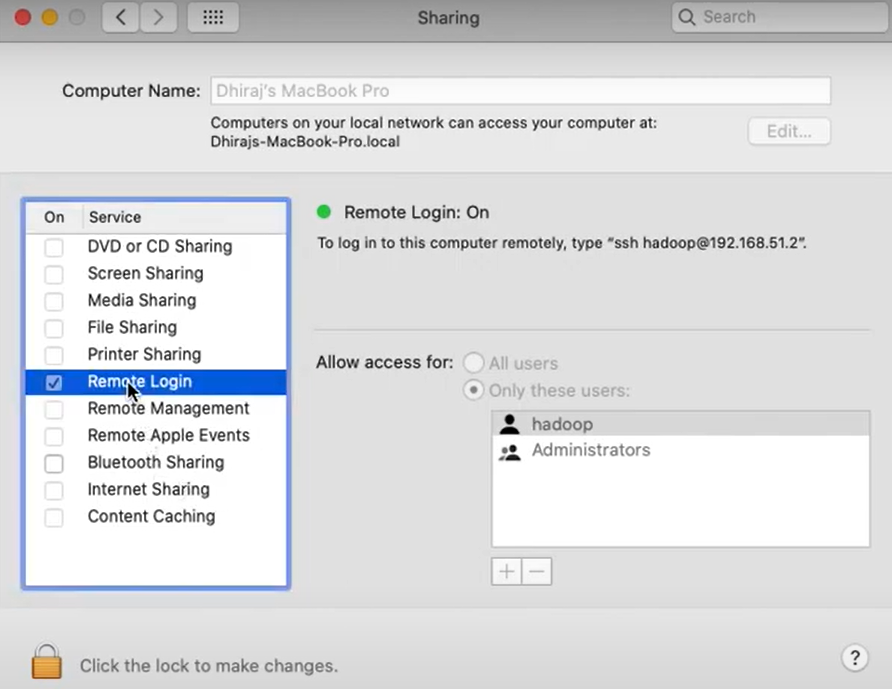 Sharing
Search
Computer Name:
Dhiraj's MacBook Pro
Computers on your local network can access your computer at:
Dhirajs-MacBook-Pro.local
Edit...
On
Service
DVD or CD Sharing
Screen Sharing
Media Sharing
File Sharing
Printer Sharing
Remote Login
Remote Management
Remote Apple Events
Bluetooth Sharing
Internet Sharing
Content Caching
Remote Login: On
To log in to this computer remotely, type “ssh hadoop@192.168.51.2”.
Allow access for:
All users
Only these users:
hadoop
Administrators
+
−
Click the lock to make changes.
?